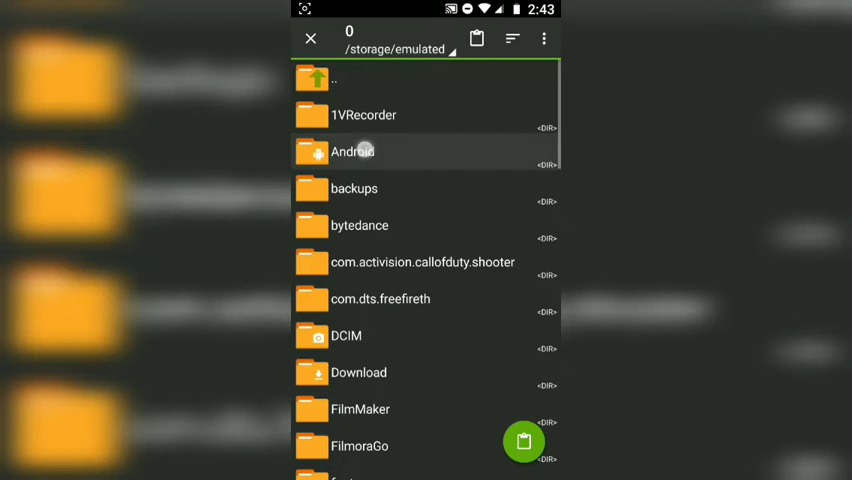 2:43
0
/storage/emulated
..
1VRecorder
<DIR>
Android
<DIR>
backups
<DIR>
bytedance
<DIR>
com.activision.callofduty.shooter
<DIR>
com.dts.freefireth
<DIR>
DCIM
<DIR>
Download
<DIR>
FilmMaker
<DIR>
FilmoraGo
<DIR>